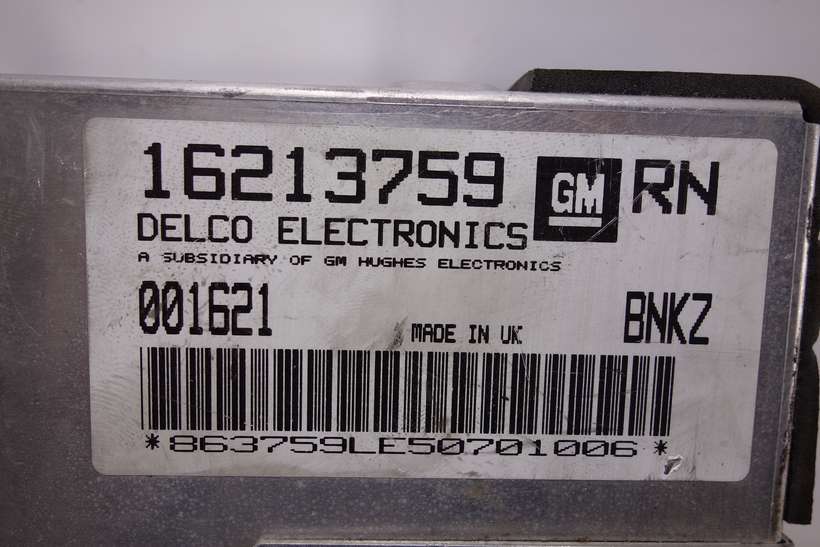 16213759 GM RN
DELCO ELECTRONICS
A SUBSIDIARY OF GM HUGHES ELECTRONICS
001621 MADE IN UK BNKZ
*863759LE50701006*